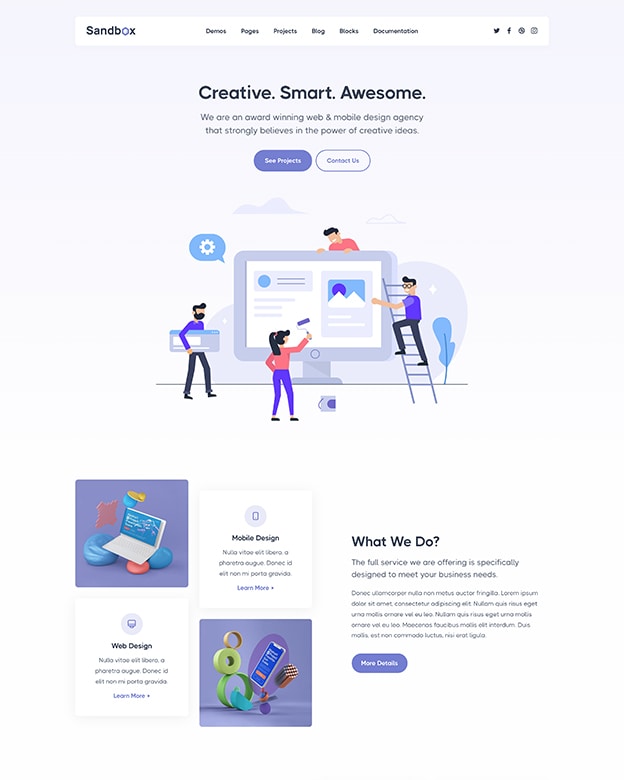 Sandbox
Demos Pages Projects Blog Blocks Documentation
Creative. Smart. Awesome.
We are an award winning web & mobile design agency
that strongly believes in the power of creative ideas.
See Projects
Contact Us
Mobile Design
Nulla vitae elit libero, a
pharetra augue. Donec id
elit non mi porta gravida.
Learn More
Web Design
Nulla vitae elit libero, a
pharetra augue. Donec id
elit non mi porta gravida.
Learn More
What We Do?
The full service we are offering is specifically
designed to meet your business needs.
Donec ullamcorper nulla non metus auctor fringilla. Lorem ipsum
dolor sit amet, consectetur adipiscing elit. Nullam quis risus eget
urna mollis ornare vel eu leo. Nullam quis risus eget urna mollis
ornare vel eu leo. Maecenas faucibus mollis elit interdum. Duis
mollis, est non commodo luctus, nisi erat ligula.
More Details